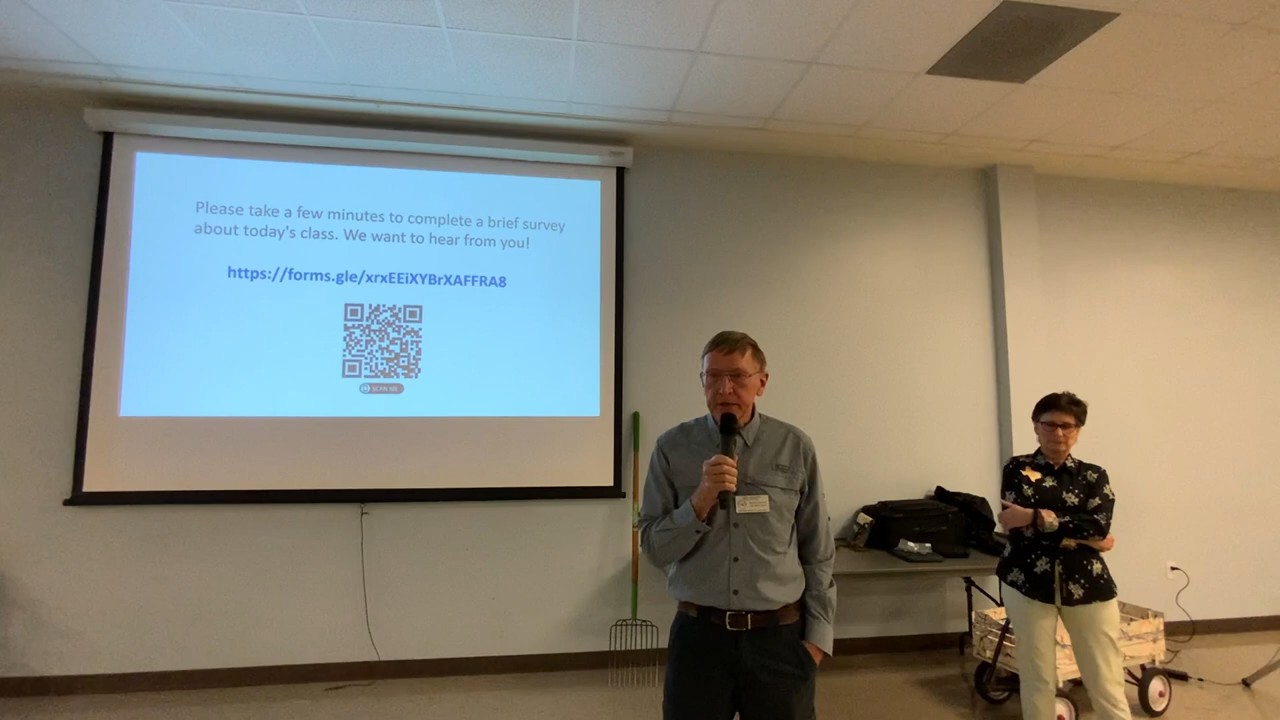 Please take a few minutes to complete a brief survey
about today's class. We want to hear from you!
https://forms.gle/xrxEEiXYBrXAFFRA8
SCAN ME